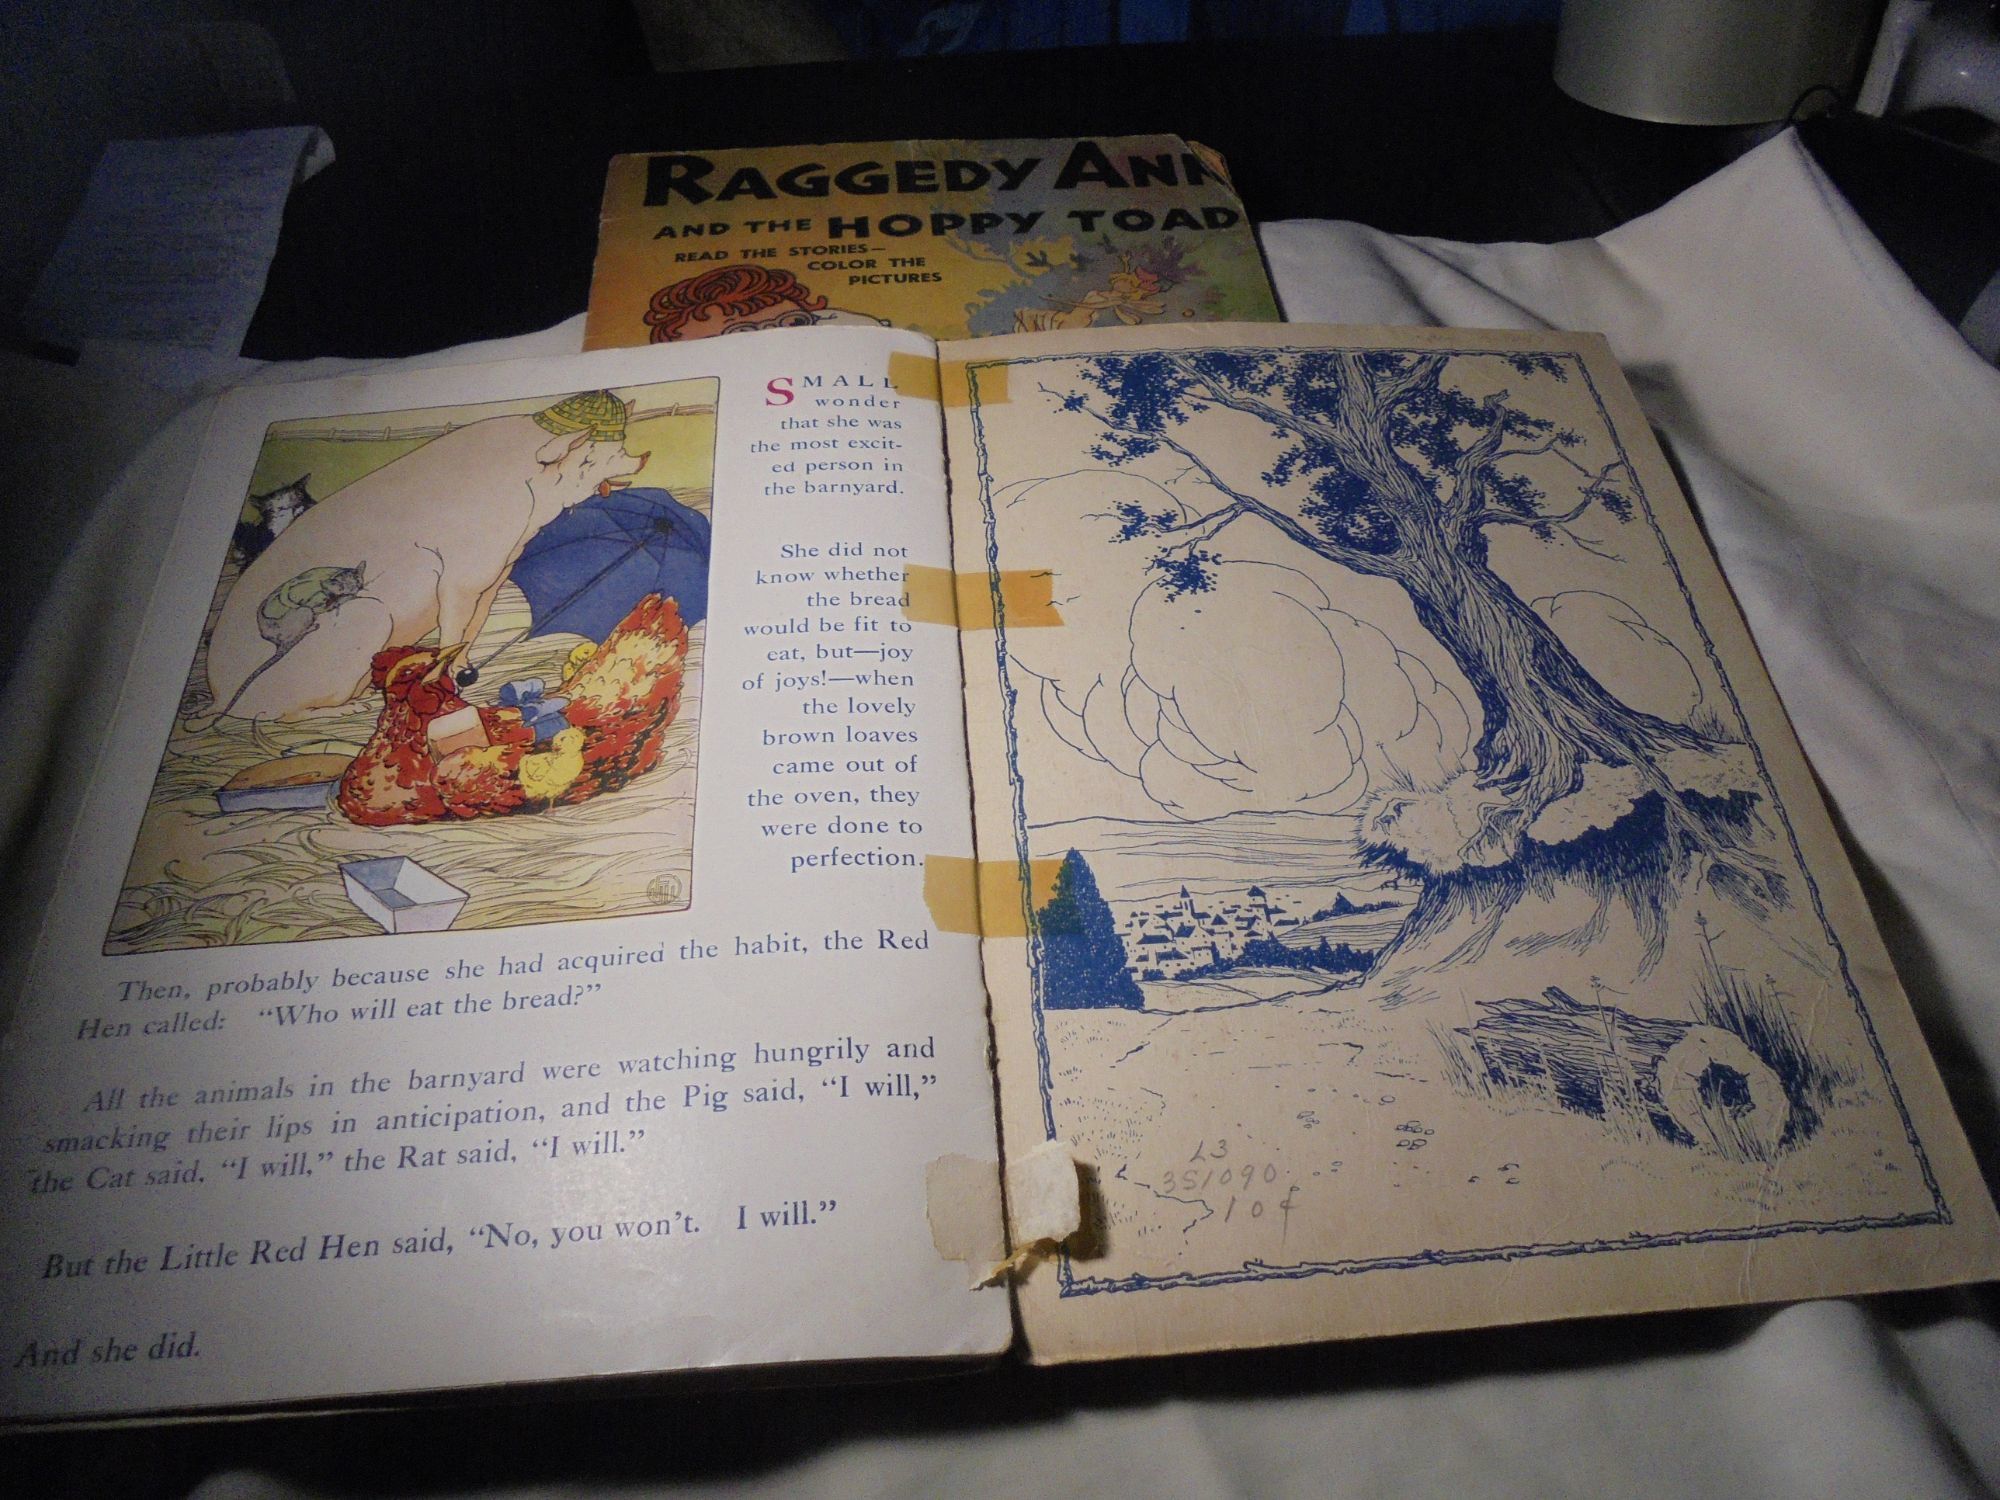 RAGGEDY ANN
AND THE HOPPY TOAD
READ THE STORIES—
COLOR THE
PICTURES
SMALL
wonder
that she was
the most excit-
ed person in
the barnyard.
She did not
know whether
the bread
would be fit to
eat, but—joy
of joys!—when
the lovely
brown loaves
came out of
the oven, they
were done to
perfection.
Then, probably because she had acquired the habit, the Red
Hen called: “Who will eat the bread?”
All the animals in the barnyard were watching hungrily and
smacking their lips in anticipation, and the Pig said, “I will,”
the Cat said, “I will,” the Rat said, “I will.”
But the Little Red Hen said, “No, you won’t. I will.”
And she did.
L3
351090
10¢